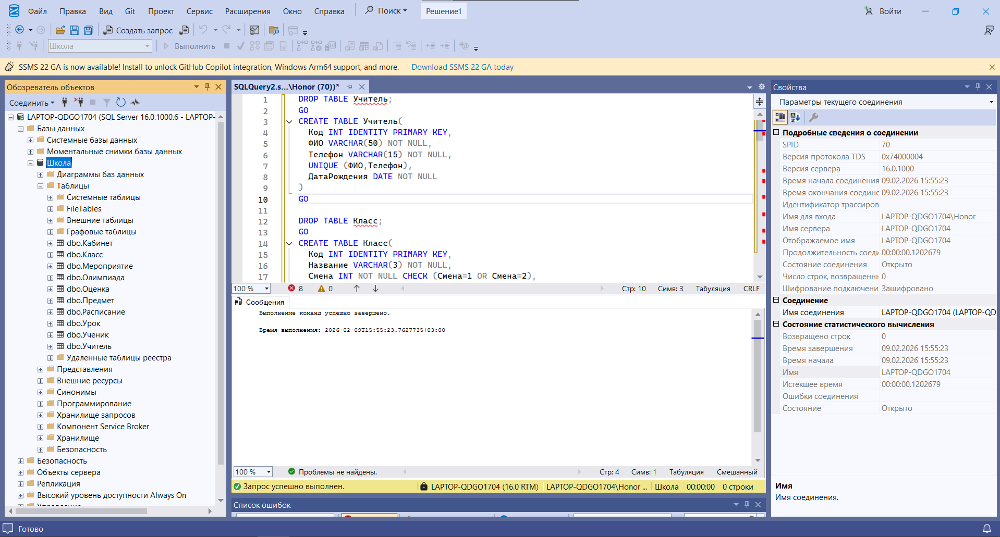 Файл Правка Вид Git Проект Сервис Расширения Окно Справка Поиск Решение1 Войти
Создать запрос
Школа Выполнить
SSMS 22 GA is now available! Install to unlock GitHub Copilot integration, Windows Arm64 support, and more. Download SSMS 22 GA today
Обозреватель объектов
Соединить
LAPTOP-QDGO1704 (SQL Server 16.0.1000.6 - LAPTOP-
Базы данных
Системные базы данных
Моментальные снимки базы данных
Школа
Диаграммы баз данных
Таблицы
Системные таблицы
FileTables
Внешние таблицы
Графовые таблицы
dbo.Кабинет
dbo.Класс
dbo.Мероприятие
dbo.Олимпиада
dbo.Оценка
dbo.Предмет
dbo.Расписание
dbo.Урок
dbo.Ученик
dbo.Учитель
Удаленные таблицы реестра
Представления
Внешние ресурсы
Синонимы
Программирование
Хранилище запросов
Компонент Service Broker
Хранилище
Безопасность
Безопасность
Объекты сервера
Репликация
Высокий уровень доступности Always On
SQLQuery2.s...\Honor (70))*
1 DROP TABLE Учитель;
2 GO
3 CREATE TABLE Учитель(
4 Код INT IDENTITY PRIMARY KEY,
5 ФИО VARCHAR(50) NOT NULL,
6 Телефон VARCHAR(15) NOT NULL,
7 UNIQUE (ФИО,Телефон),
8 ДатаРождения DATE NOT NULL
9 )
10 GO
11
12 DROP TABLE Класс;
13 GO
14 CREATE TABLE Класс(
15 Код INT IDENTITY PRIMARY KEY,
16 Название VARCHAR(3) NOT NULL,
17 Смена INT NOT NULL CHECK (Смена=1 OR Смена=2),
100 % 8 0 Стр: 10 Симв: 3 Табуляция CRLF
Сообщения
Выполнение команд успешно завершено.
Время выполнения: 2026-02-09T15:55:23.7627735+03:00
100 % Проблемы не найдены. Стр: 4 Симв: 1 Табуляция Смешанный
Запрос успешно выполнен. LAPTOP-QDGO1704 (16.0 RTM) LAPTOP-QDGO1704\Honor ... Школа 00:00:00 0 строки
Список ошибок
Свойства
Параметры текущего соединения
Подробные сведения о соединении
SPID 70
Версия протокола TDS 0x74000004
Версия сервера 16.0.1000
Время начала соединения 09.02.2026 15:55:23
Время окончания соедине 09.02.2026 15:55:23
Идентификатор трассиров
Имя для входа LAPTOP-QDGO1704\Honor
Имя сервера LAPTOP-QDGO1704
Отображаемое имя LAPTOP-QDGO1704
Продолжительность соеди 00:00:00.1202679
Состояние соединения Открыто
Число строк, возвращеннь 0
Шифрование подключени Зашифровано
Соединение
Имя соединения LAPTOP-QDGO1704 (LAPTOP-QD
Состояние статистического вычисления
Возвращено строк 0
Время завершения 09.02.2026 15:55:23
Время начала 09.02.2026 15:55:23
Имя LAPTOP-QDGO1704
Истекшее время 00:00:00.1202679
Ошибки соединения
Состояние Открыто
Имя
Имя соединения.
Готово